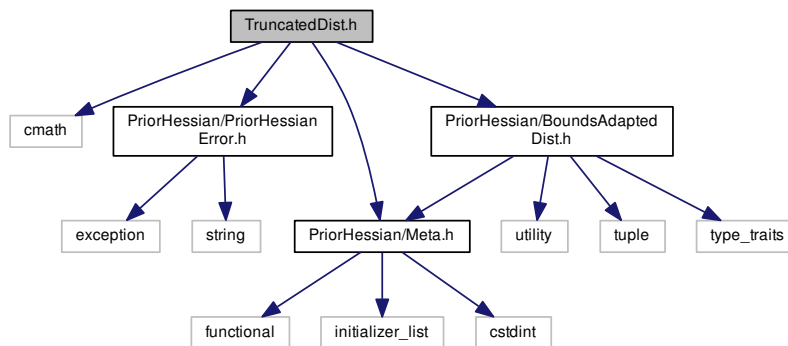 TruncatedDist.h
cmath
PriorHessian/PriorHessian
Error.h
PriorHessian/BoundsAdapted
Dist.h
exception
string
PriorHessian/Meta.h
utility
tuple
type_traits
functional
initializer_list
cstdint